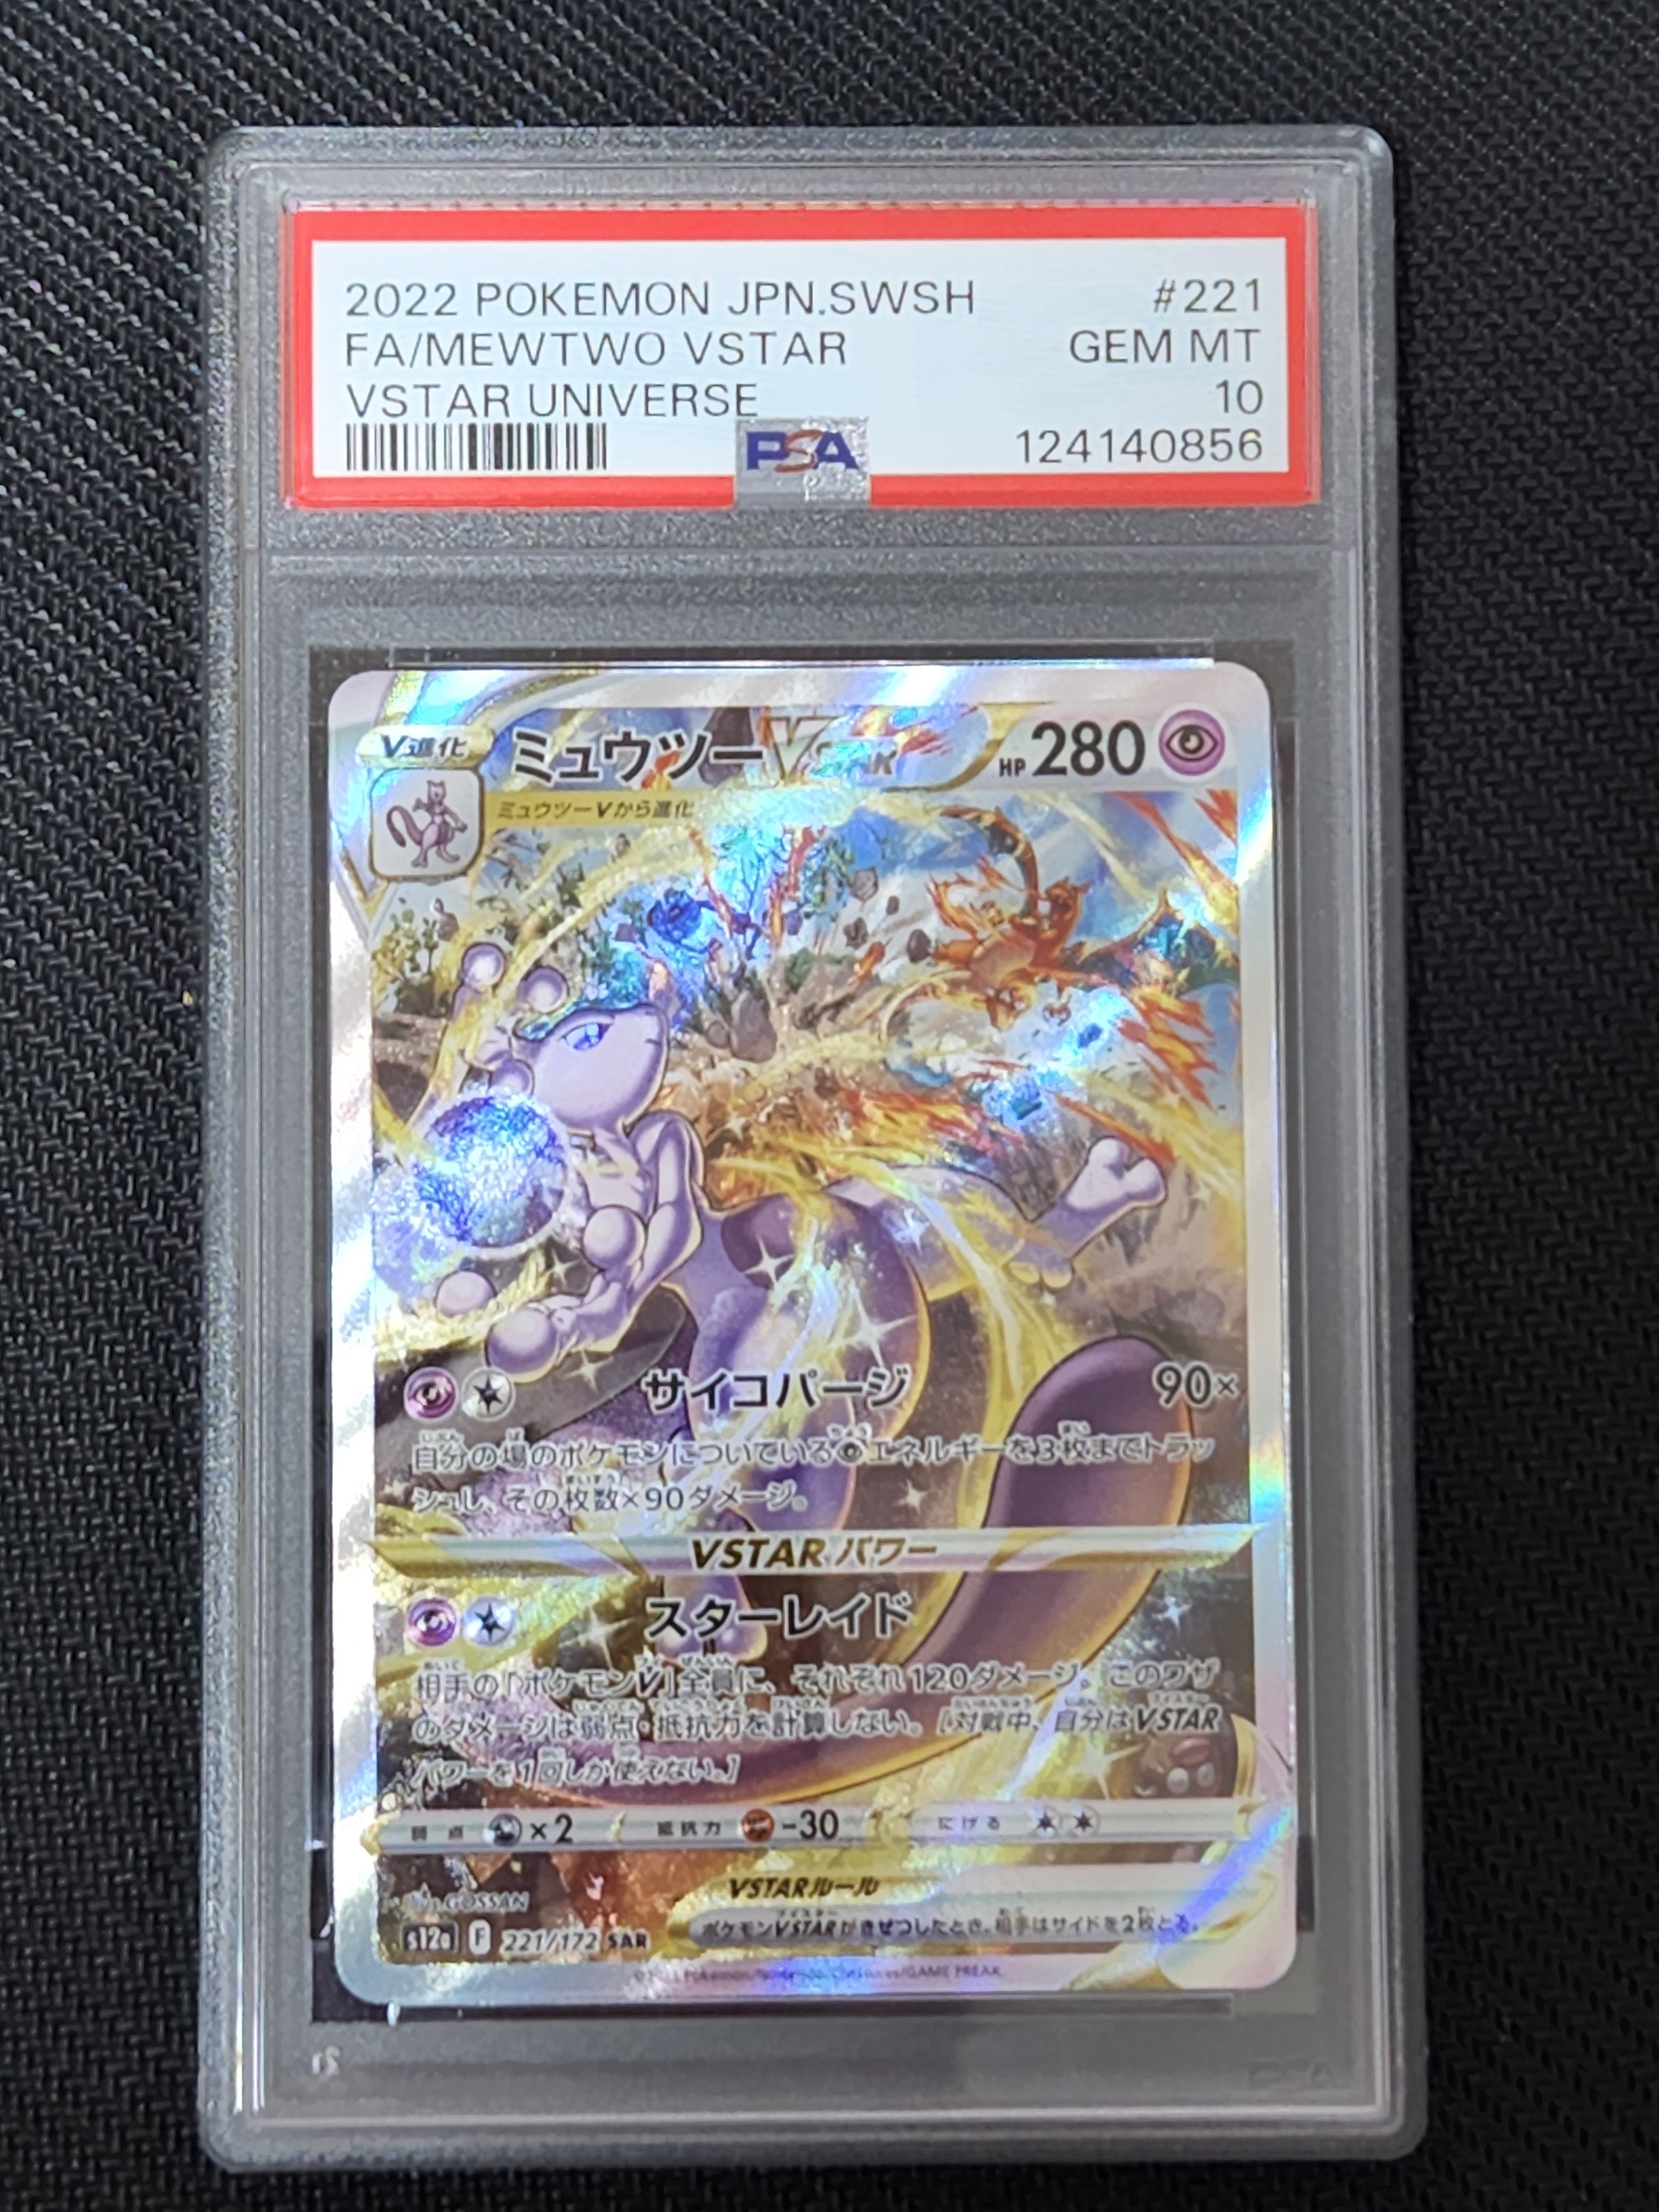 2022 POKEMON JPN.SWSH #221
FA/MEWTWO VSTAR GEM MT
VSTAR UNIVERSE 10
PSA 124140856
V進化 ミュウツーVSTAR HP 280
ミュウツーVから進化
サイコパージ 90×
自分の場のポケモンについているエネルギーを3枚までトラッ
シュし、その枚数×90ダメージ。
VSTARパワー
スターレイド
相手の「ポケモンV」全員に、それぞれ120ダメージ。このワザ
のダメージは弱点・抵抗力を計算しない。[対戦中、自分はVSTAR
パワーを1回しか使えない。]
弱点 ×2 抵抗力 -30 にげる
VSTARルール
GOSSAN
ポケモンVSTARがきぜつしたとき、相手はサイドを2枚とる。
s12a F 221/172 SAR
GAME FREAK